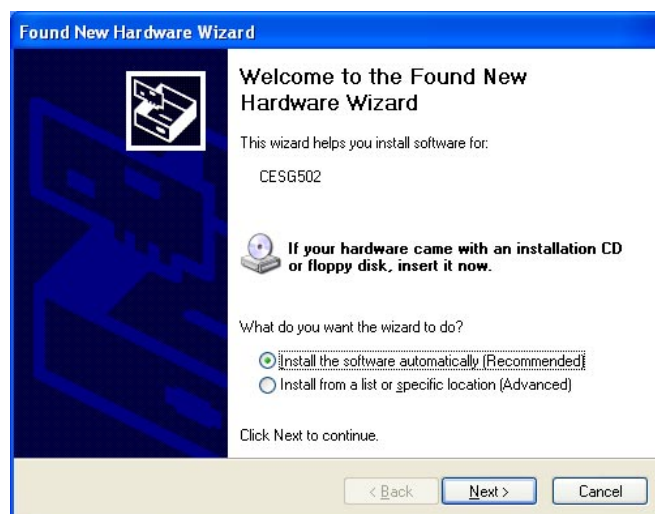 Found New Hardware Wizard
Welcome to the Found New
Hardware Wizard
This wizard helps you install software for:
CESG502
If your hardware came with an installation CD
or floppy disk, insert it now.
What do you want the wizard to do?
Install the software automatically (Recommended)
Install from a list or specific location (Advanced)
Click Next to continue.
< Back
Next >
Cancel